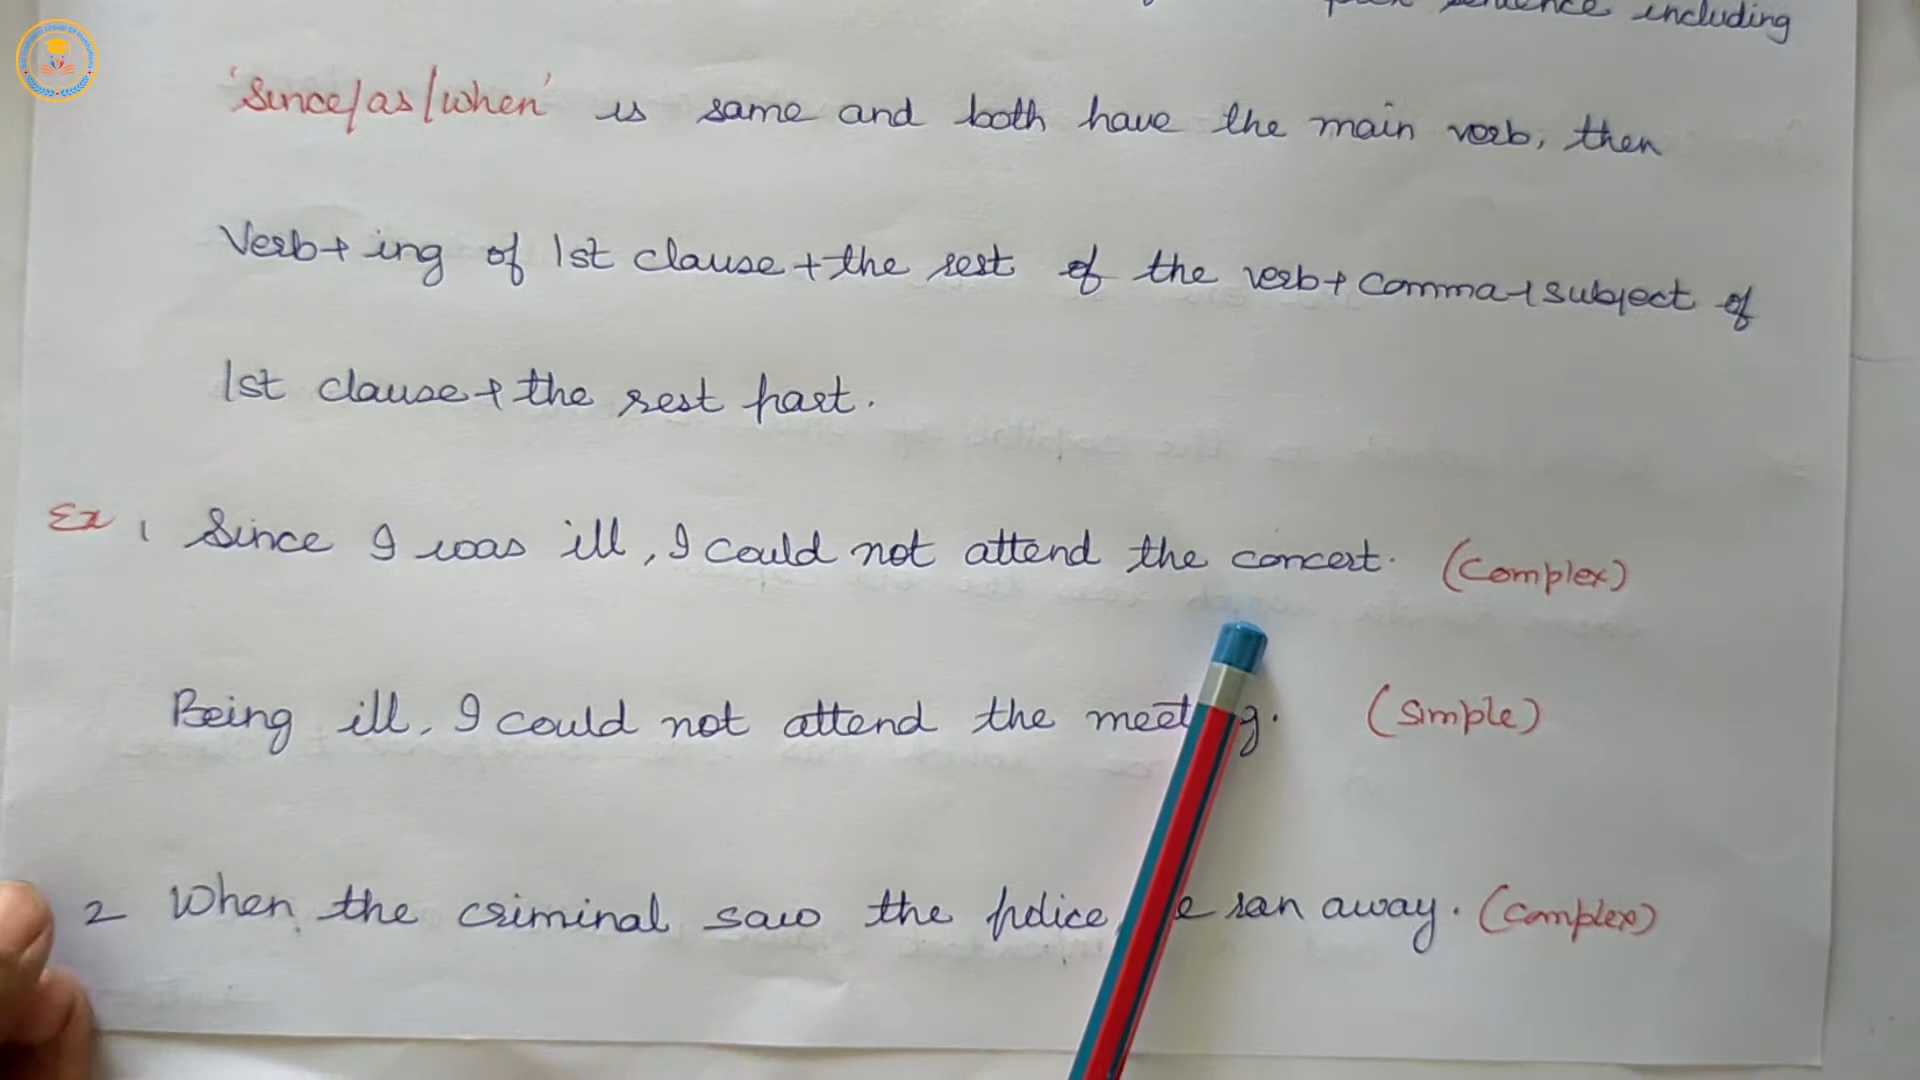 sentence including
'Since/as/when' is same and both have the main verb, then
Verb+ing of 1st clause+the rest of the verb+comma+subject of
1st clause+the rest part.
Ex 1 Since I was ill, I could not attend the concert. (Complex)
Being ill, I could not attend the meeting. (Simple)
2 When the criminal saw the police, he ran away. (Complex)